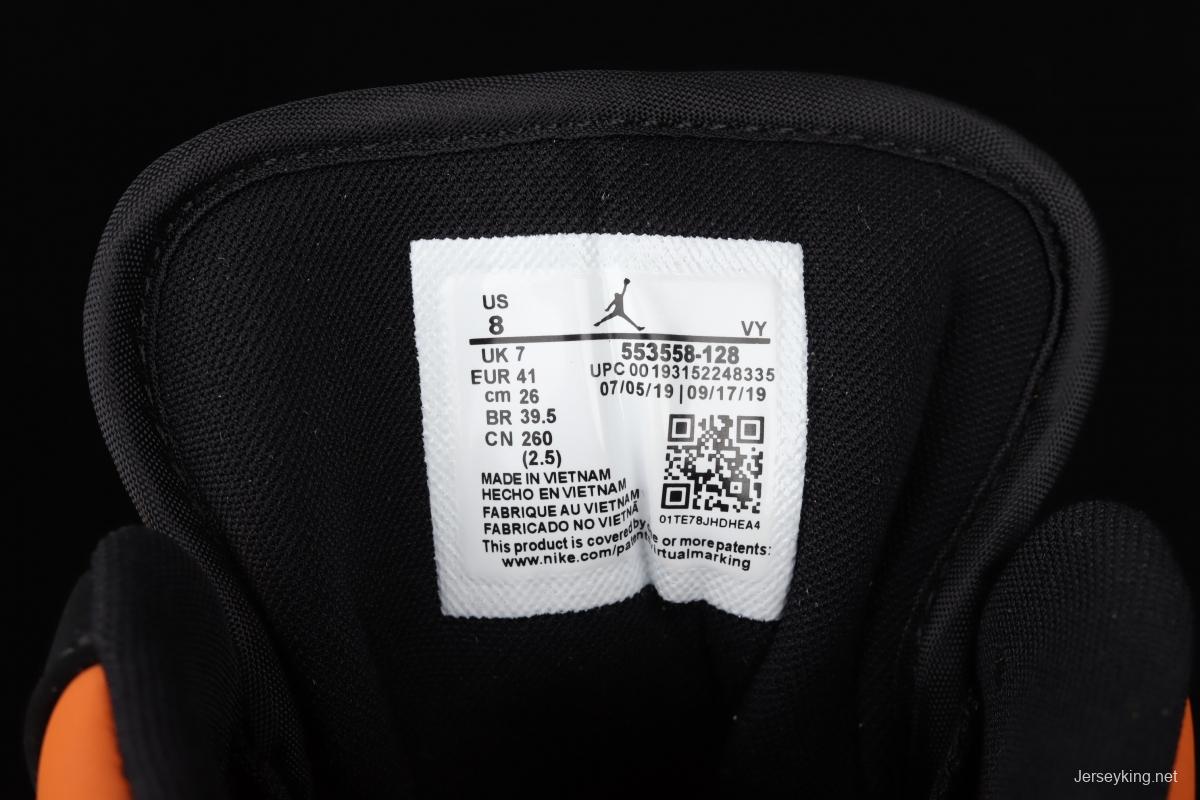 US
8
VY
UK 7
EUR 41
cm 26
BR 39.5
CN 260
(2.5)
553558-128
UPC 00193152248335
07/05/19 | 09/17/19
01TE78JHDHEA4
MADE IN VIETNAM
HECHO EN VIETNAM
FABRIQUE AU VIETNAM
FABRICADO NO VIETNÃ
This product is covered by or more patents:
www.nike.com/
Jerseyking.net